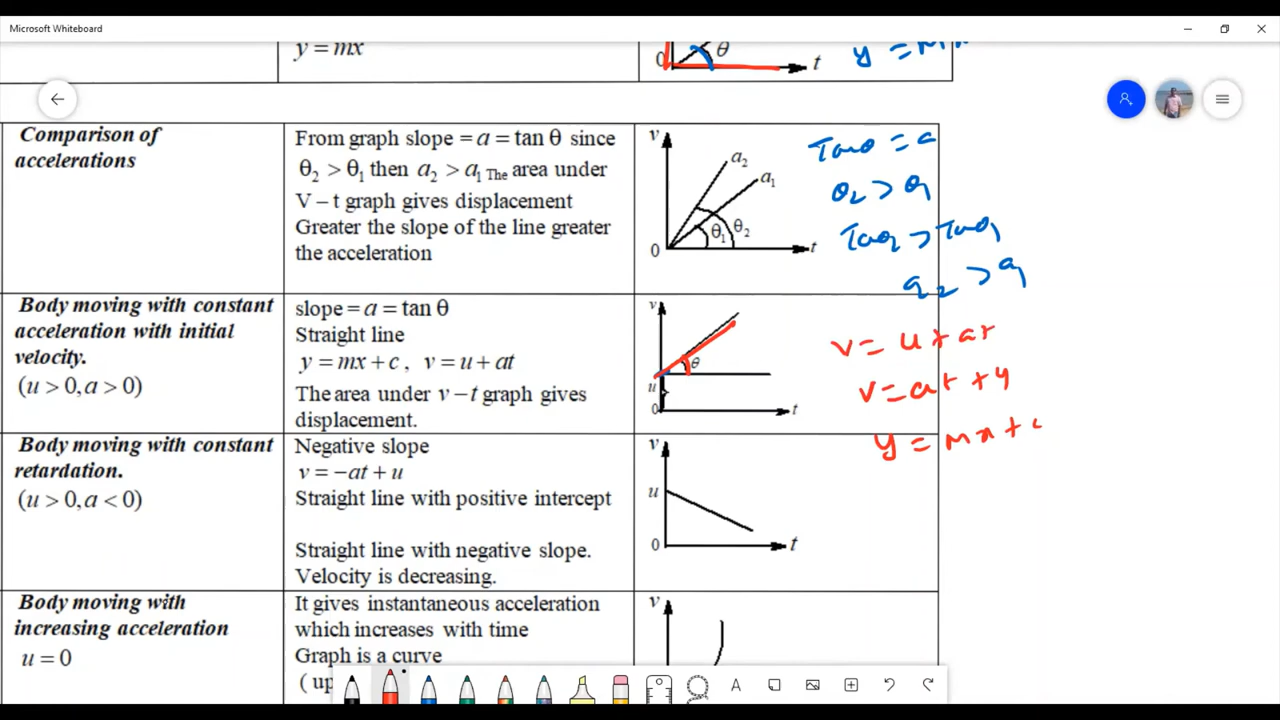 Microsoft Whiteboard
y = mx
0
θ
t
y = m
Comparison of
accelerations
From graph slope = a = tan θ since
θ₂ > θ₁ then a₂ > a₁ The area under
V – t graph gives displacement
Greater the slope of the line greater
the acceleration
v
a₂
a₁
θ₁ θ₂
0
t
Tanθ = a
θ₂ > θ₁
Tanθ₂ > Tanθ₁
a₂ > a₁
Body moving with constant
acceleration with initial
velocity.
(u > 0, a > 0)
slope = a = tan θ
Straight line
y = mx + c , v = u + at
The area under v – t graph gives
displacement.
v
θ
u
0
t
v = u + at
v = at + u
y = mx + c
Body moving with constant
retardation.
(u > 0, a < 0)
Negative slope
v = –at + u
Straight line with positive intercept
Straight line with negative slope.
Velocity is decreasing.
v
u
0
t
Body moving with
increasing acceleration
u = 0
It gives instantaneous acceleration
which increases with time
Graph is a curve
( up
v
A